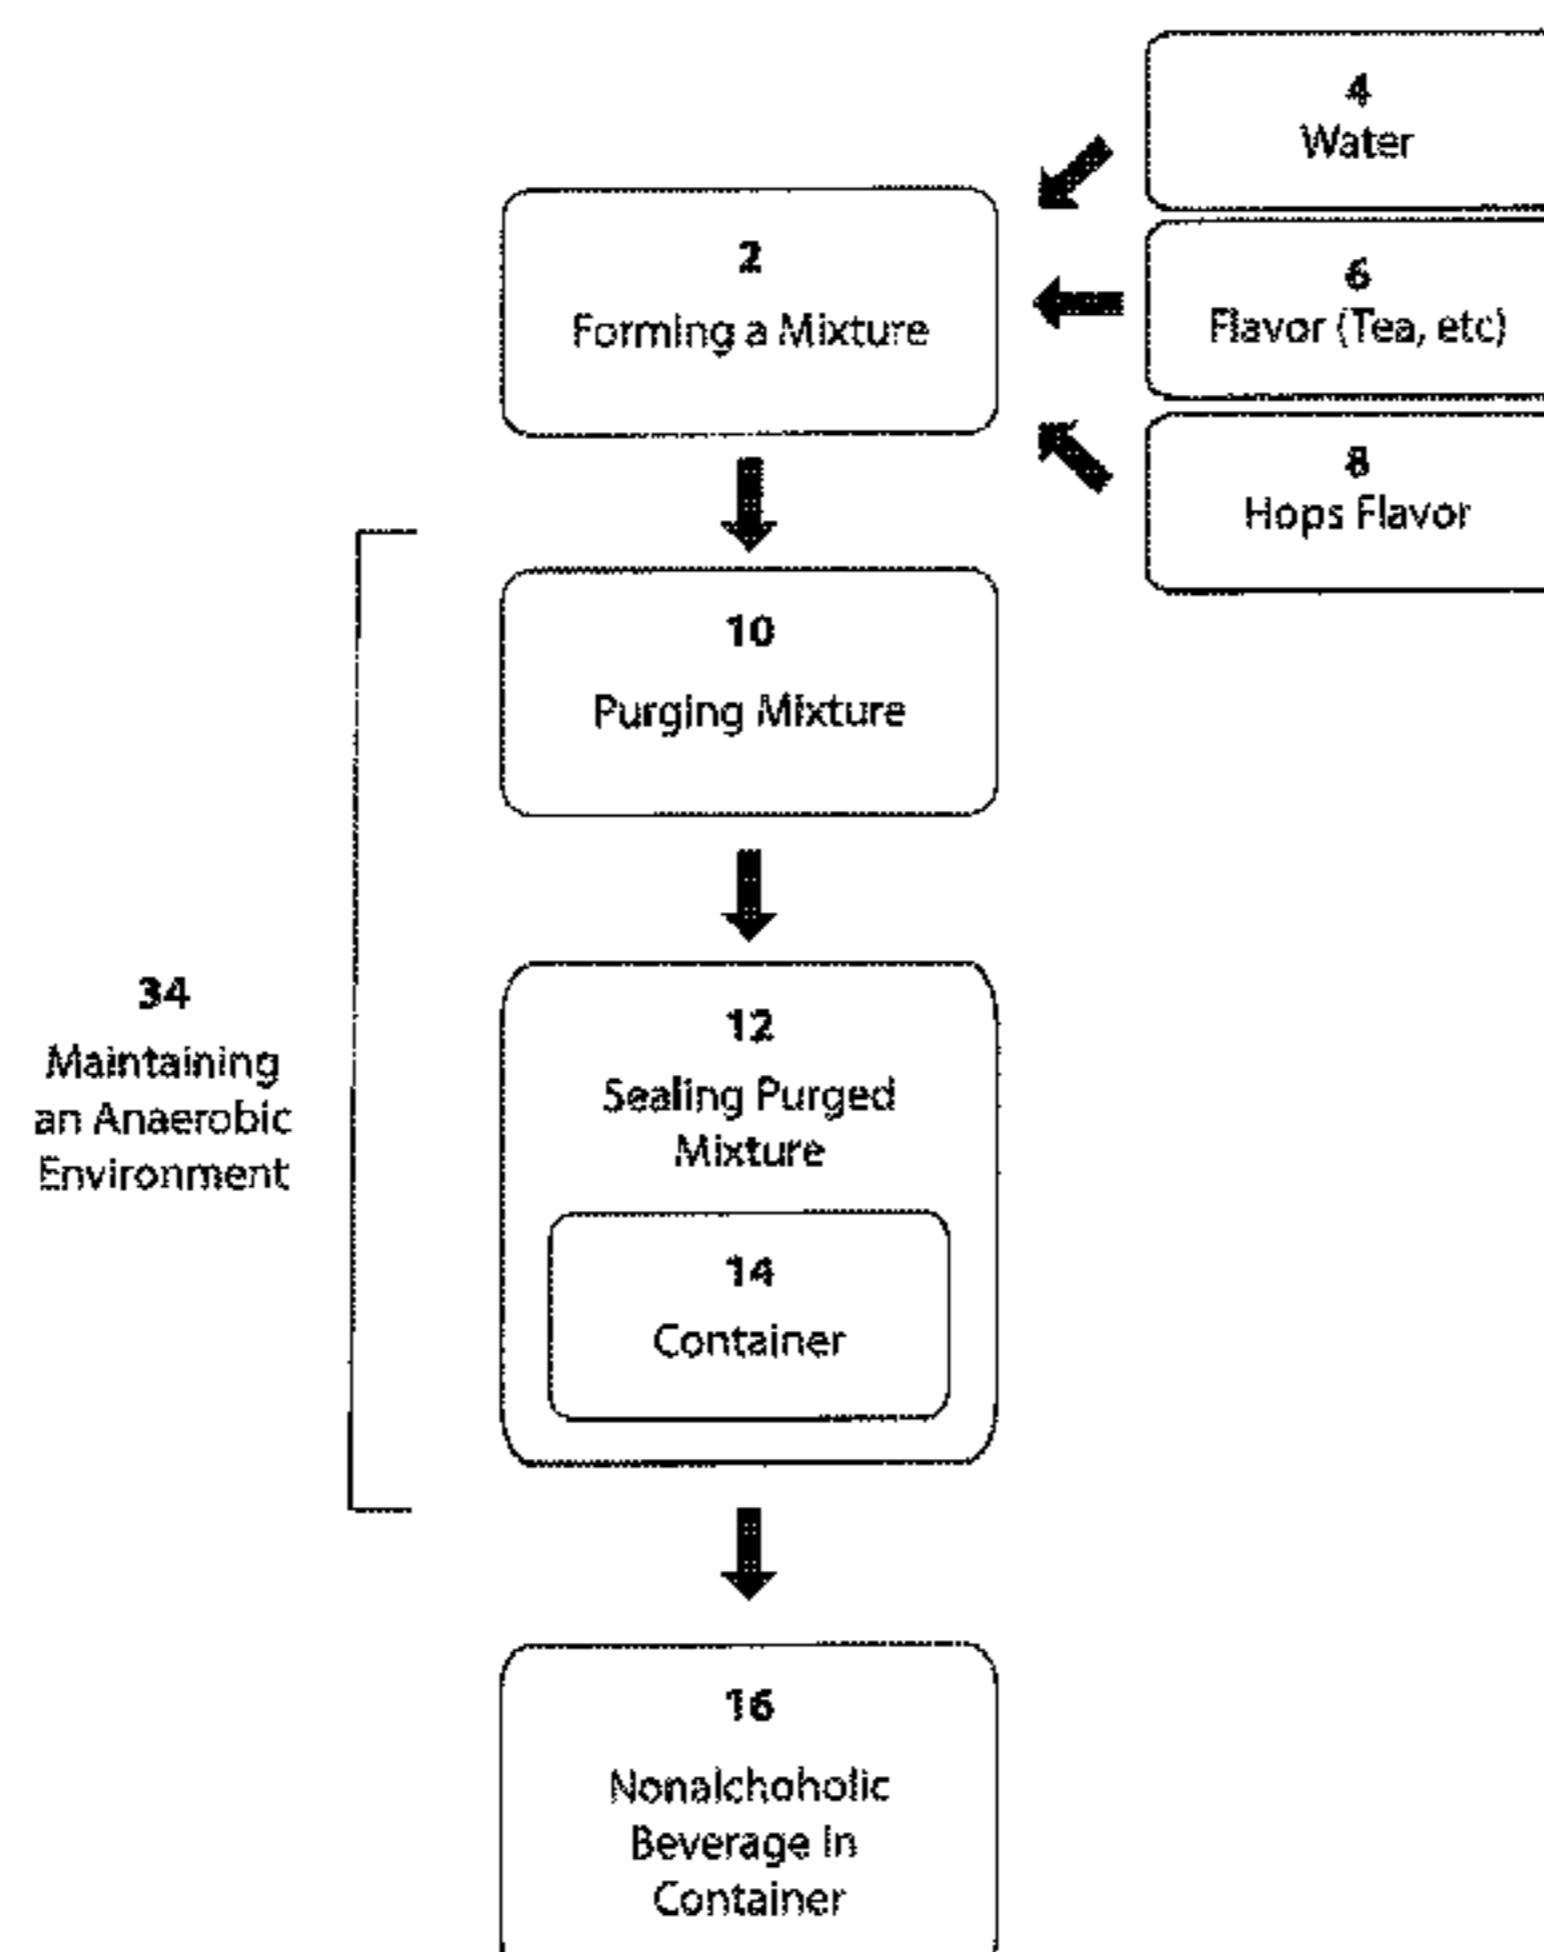 4
Water
2
Forming a Mixture
6
Flavor (Tea, etc)
8
Hops Flavor
10
Purging Mixture
34
Maintaining
an Anaerobic
Environment
12
Sealing Purged
Mixture
14
Container
16
Nonalchoholic
Beverage In
Container